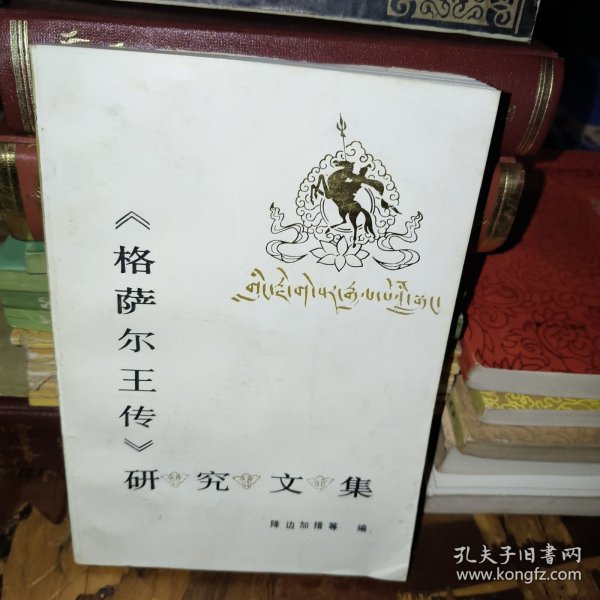 《格萨尔王传》
研究文集
降边加措等 编
孔夫子旧书网
www.kongfz.com